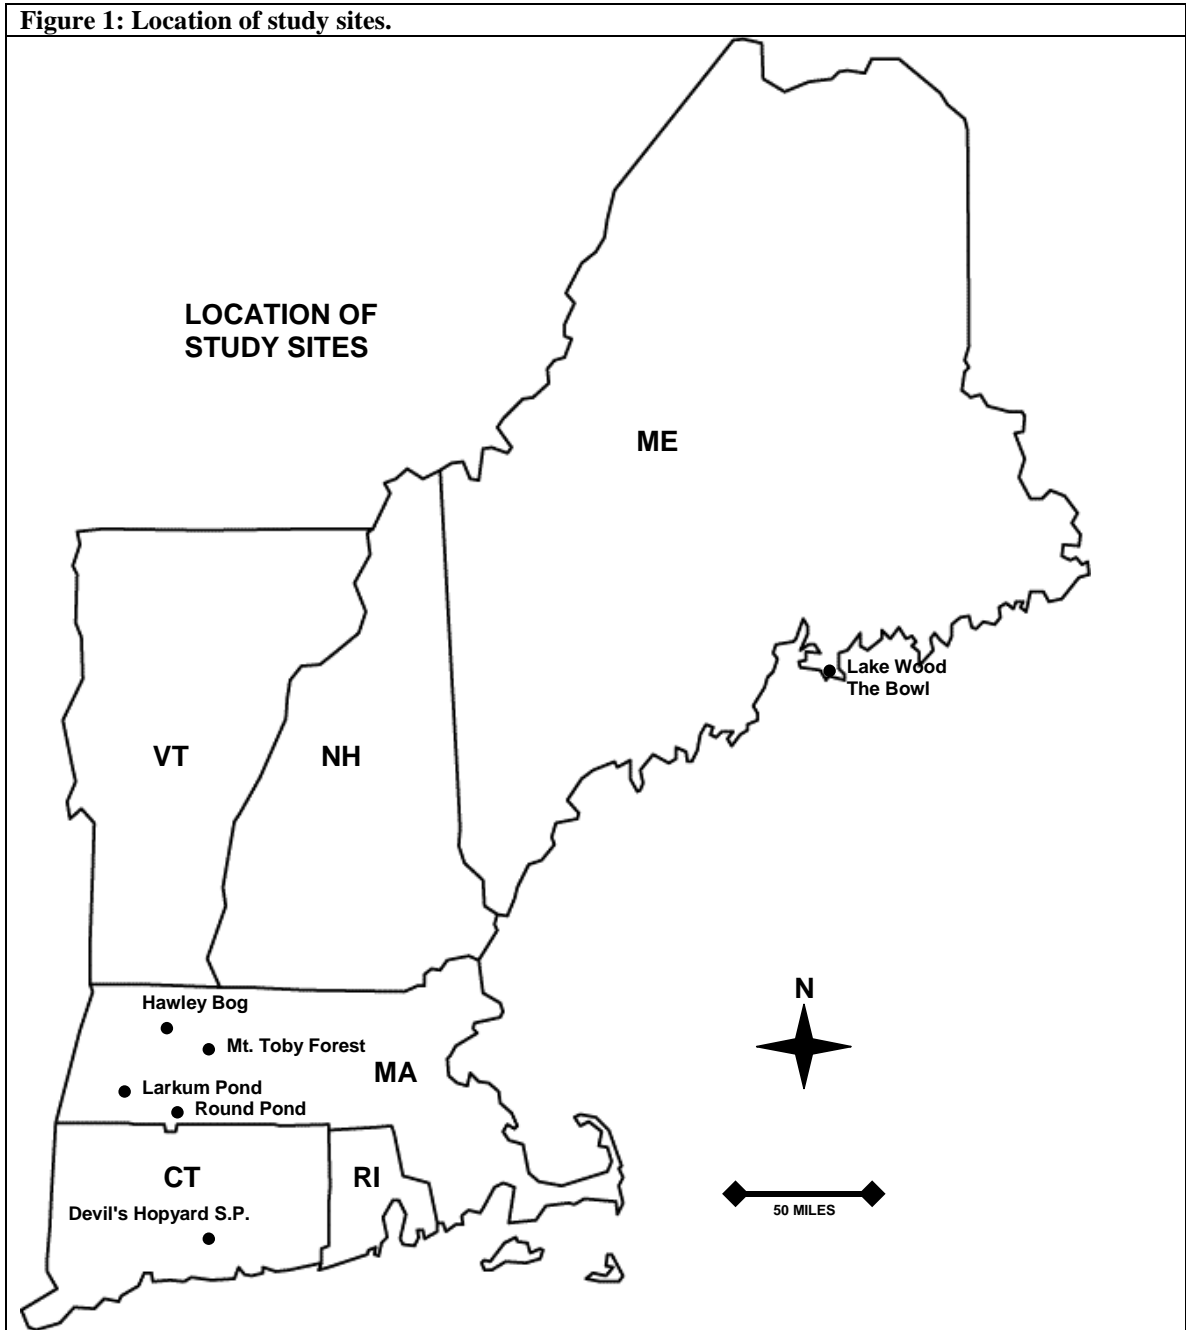 Figure 1: Location of study sites.
LOCATION OF
STUDY SITES
ME
Lake Wood
The Bowl
VT
NH
N
Hawley Bog
Mt. Toby Forest
MA
Larkum Pond
Round Pond
CT
RI
Devil's Hopyard S.P.
50 MILES